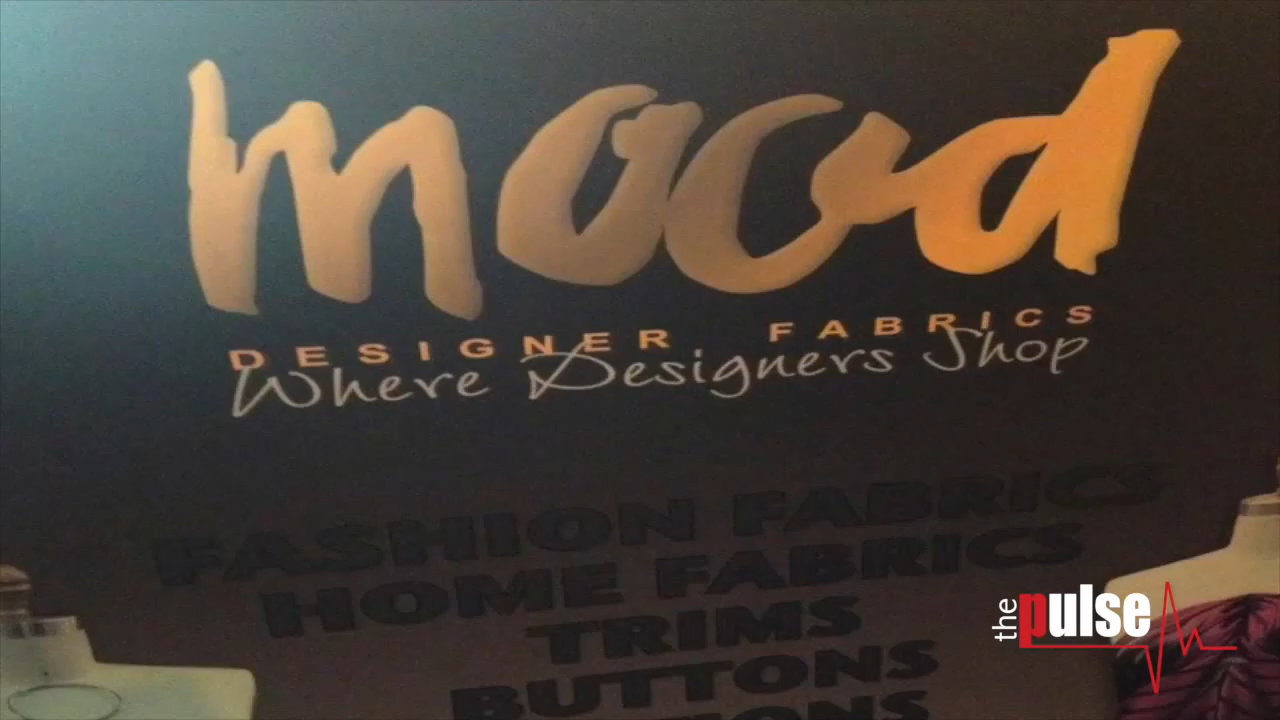 mood
DESIGNER FABRICS
Where Designers Shop
FASHION FABRICS
HOME FABRICS
TRIMS
BUTTONS
the pulse